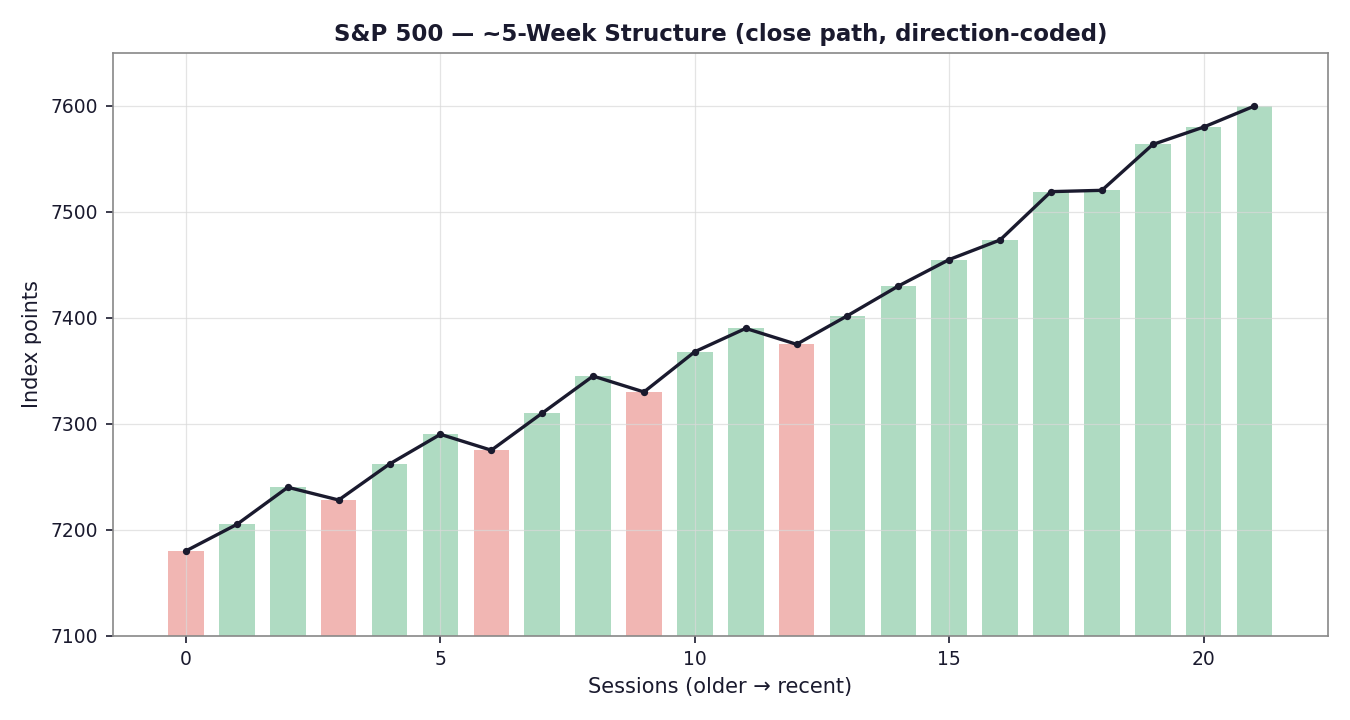 S&P 500 — ~5-Week Structure (close path, direction-coded)
Index points
7600
7500
7400
7300
7200
7100
0 5 10 15 20
Sessions (older → recent)